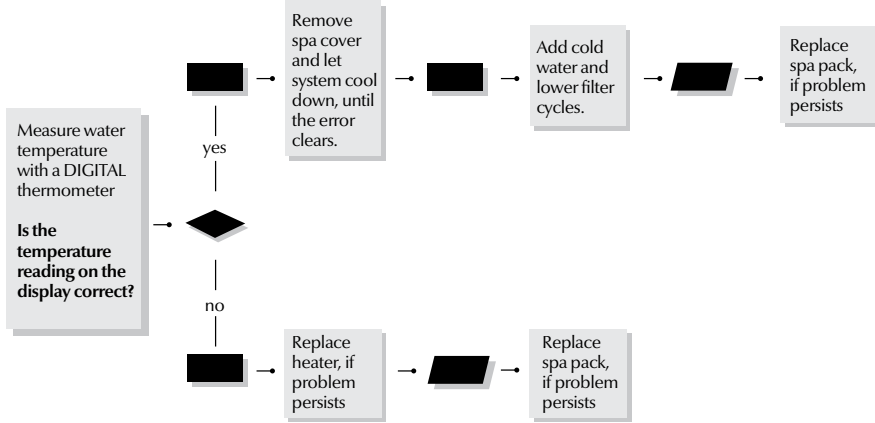 Measure water
temperature
with a DIGITAL
thermometer
Is the
temperature
reading on the
display correct?
yes
Remove
spa cover
and let
system cool
down, until
the error
clears.
Add cold
water and
lower filter
cycles.
Replace
spa pack,
if problem
persists
no
Replace
heater, if
problem
persists
Replace
spa pack,
if problem
persists